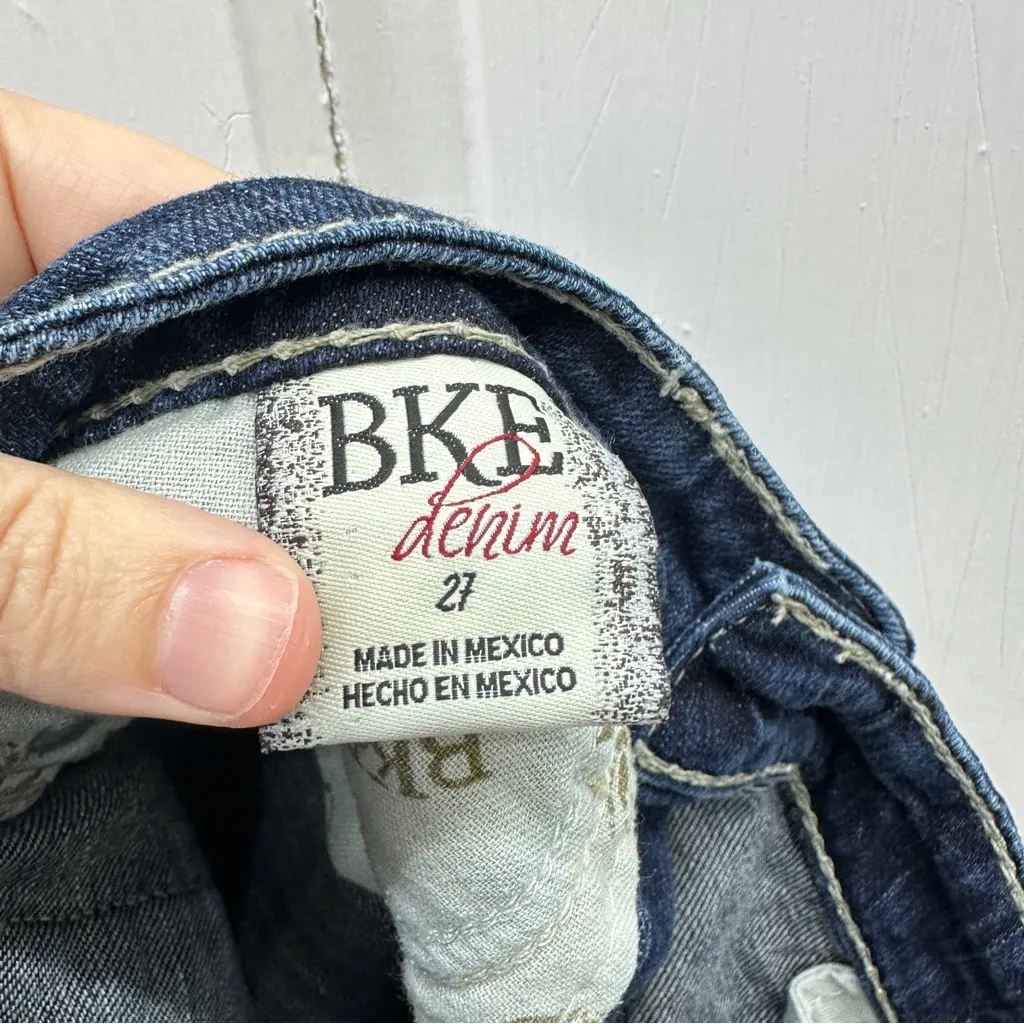 BKE
denim
27
MADE IN MEXICO
HECHO EN MEXICO